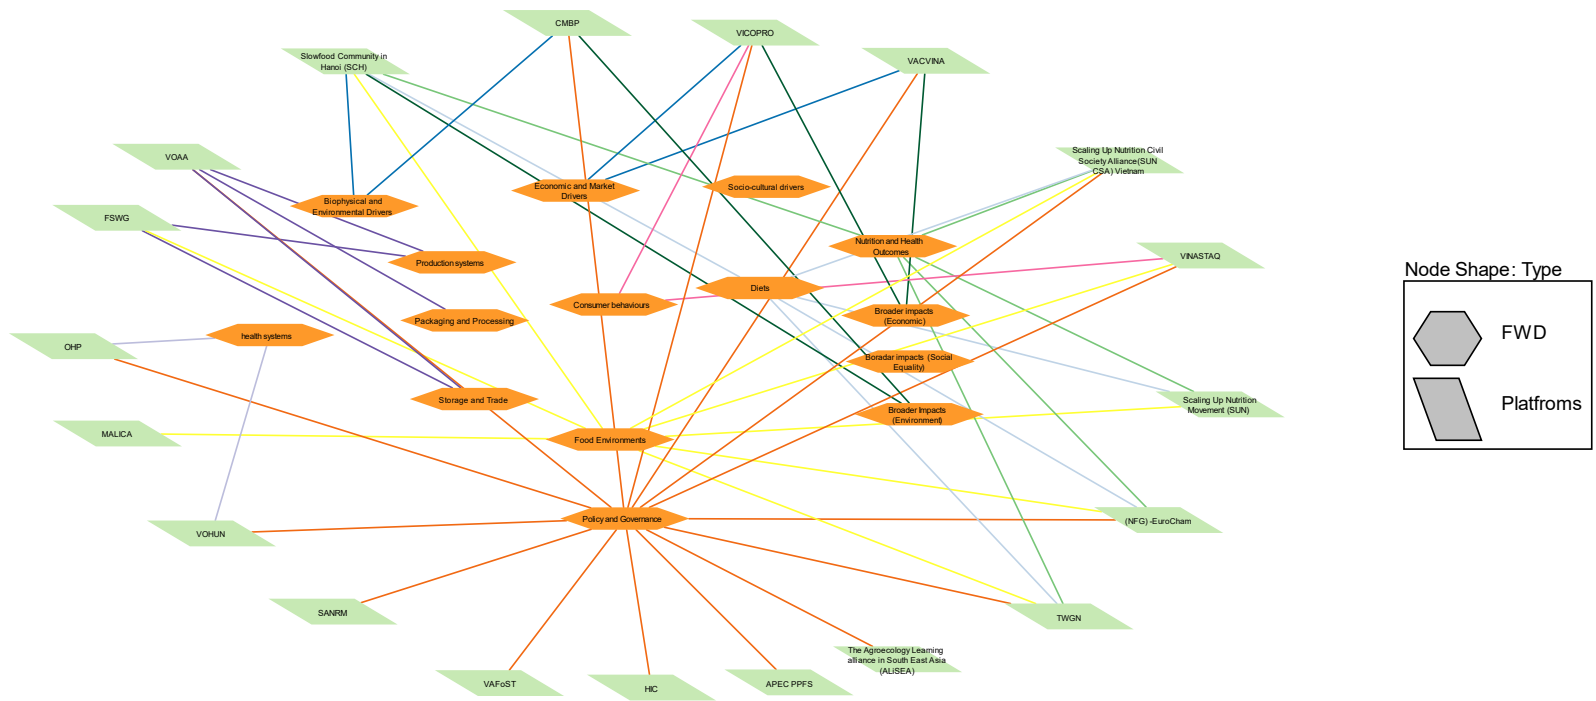 CMBP
VICOPRO
Slowfood Community in
Hanoi (SCH)
VACVINA
VOAA
Scaling Up Nutrition Civil
Society Alliance(SUN
CSA) Vietnam
Economic and Market
Drivers
Socio-cultural drivers
Biophysical and
Environmental Drivers
FSWG
Nutrition and Health
Outcomes
VINASTAQ
Production systems
Node Shape: Type
Diets
Consumer behaviours
Broader impacts
(Economic)
Packaging and Processing
FWD
health systems
OHP
Boradar impacts (Social
Equality)
Storage and Trade
Scaling Up Nutrition
Movement (SUN)
Platfroms
Broader Impacts
(Environment)
MALICA
Food Environments
Policy and Governance
(NFG) -EuroCham
VOHUN
SANRM
TWGN
The Agroecology Learning
alliance in South East Asia
(ALiSEA)
VAFoST
HIC
APEC PPFS